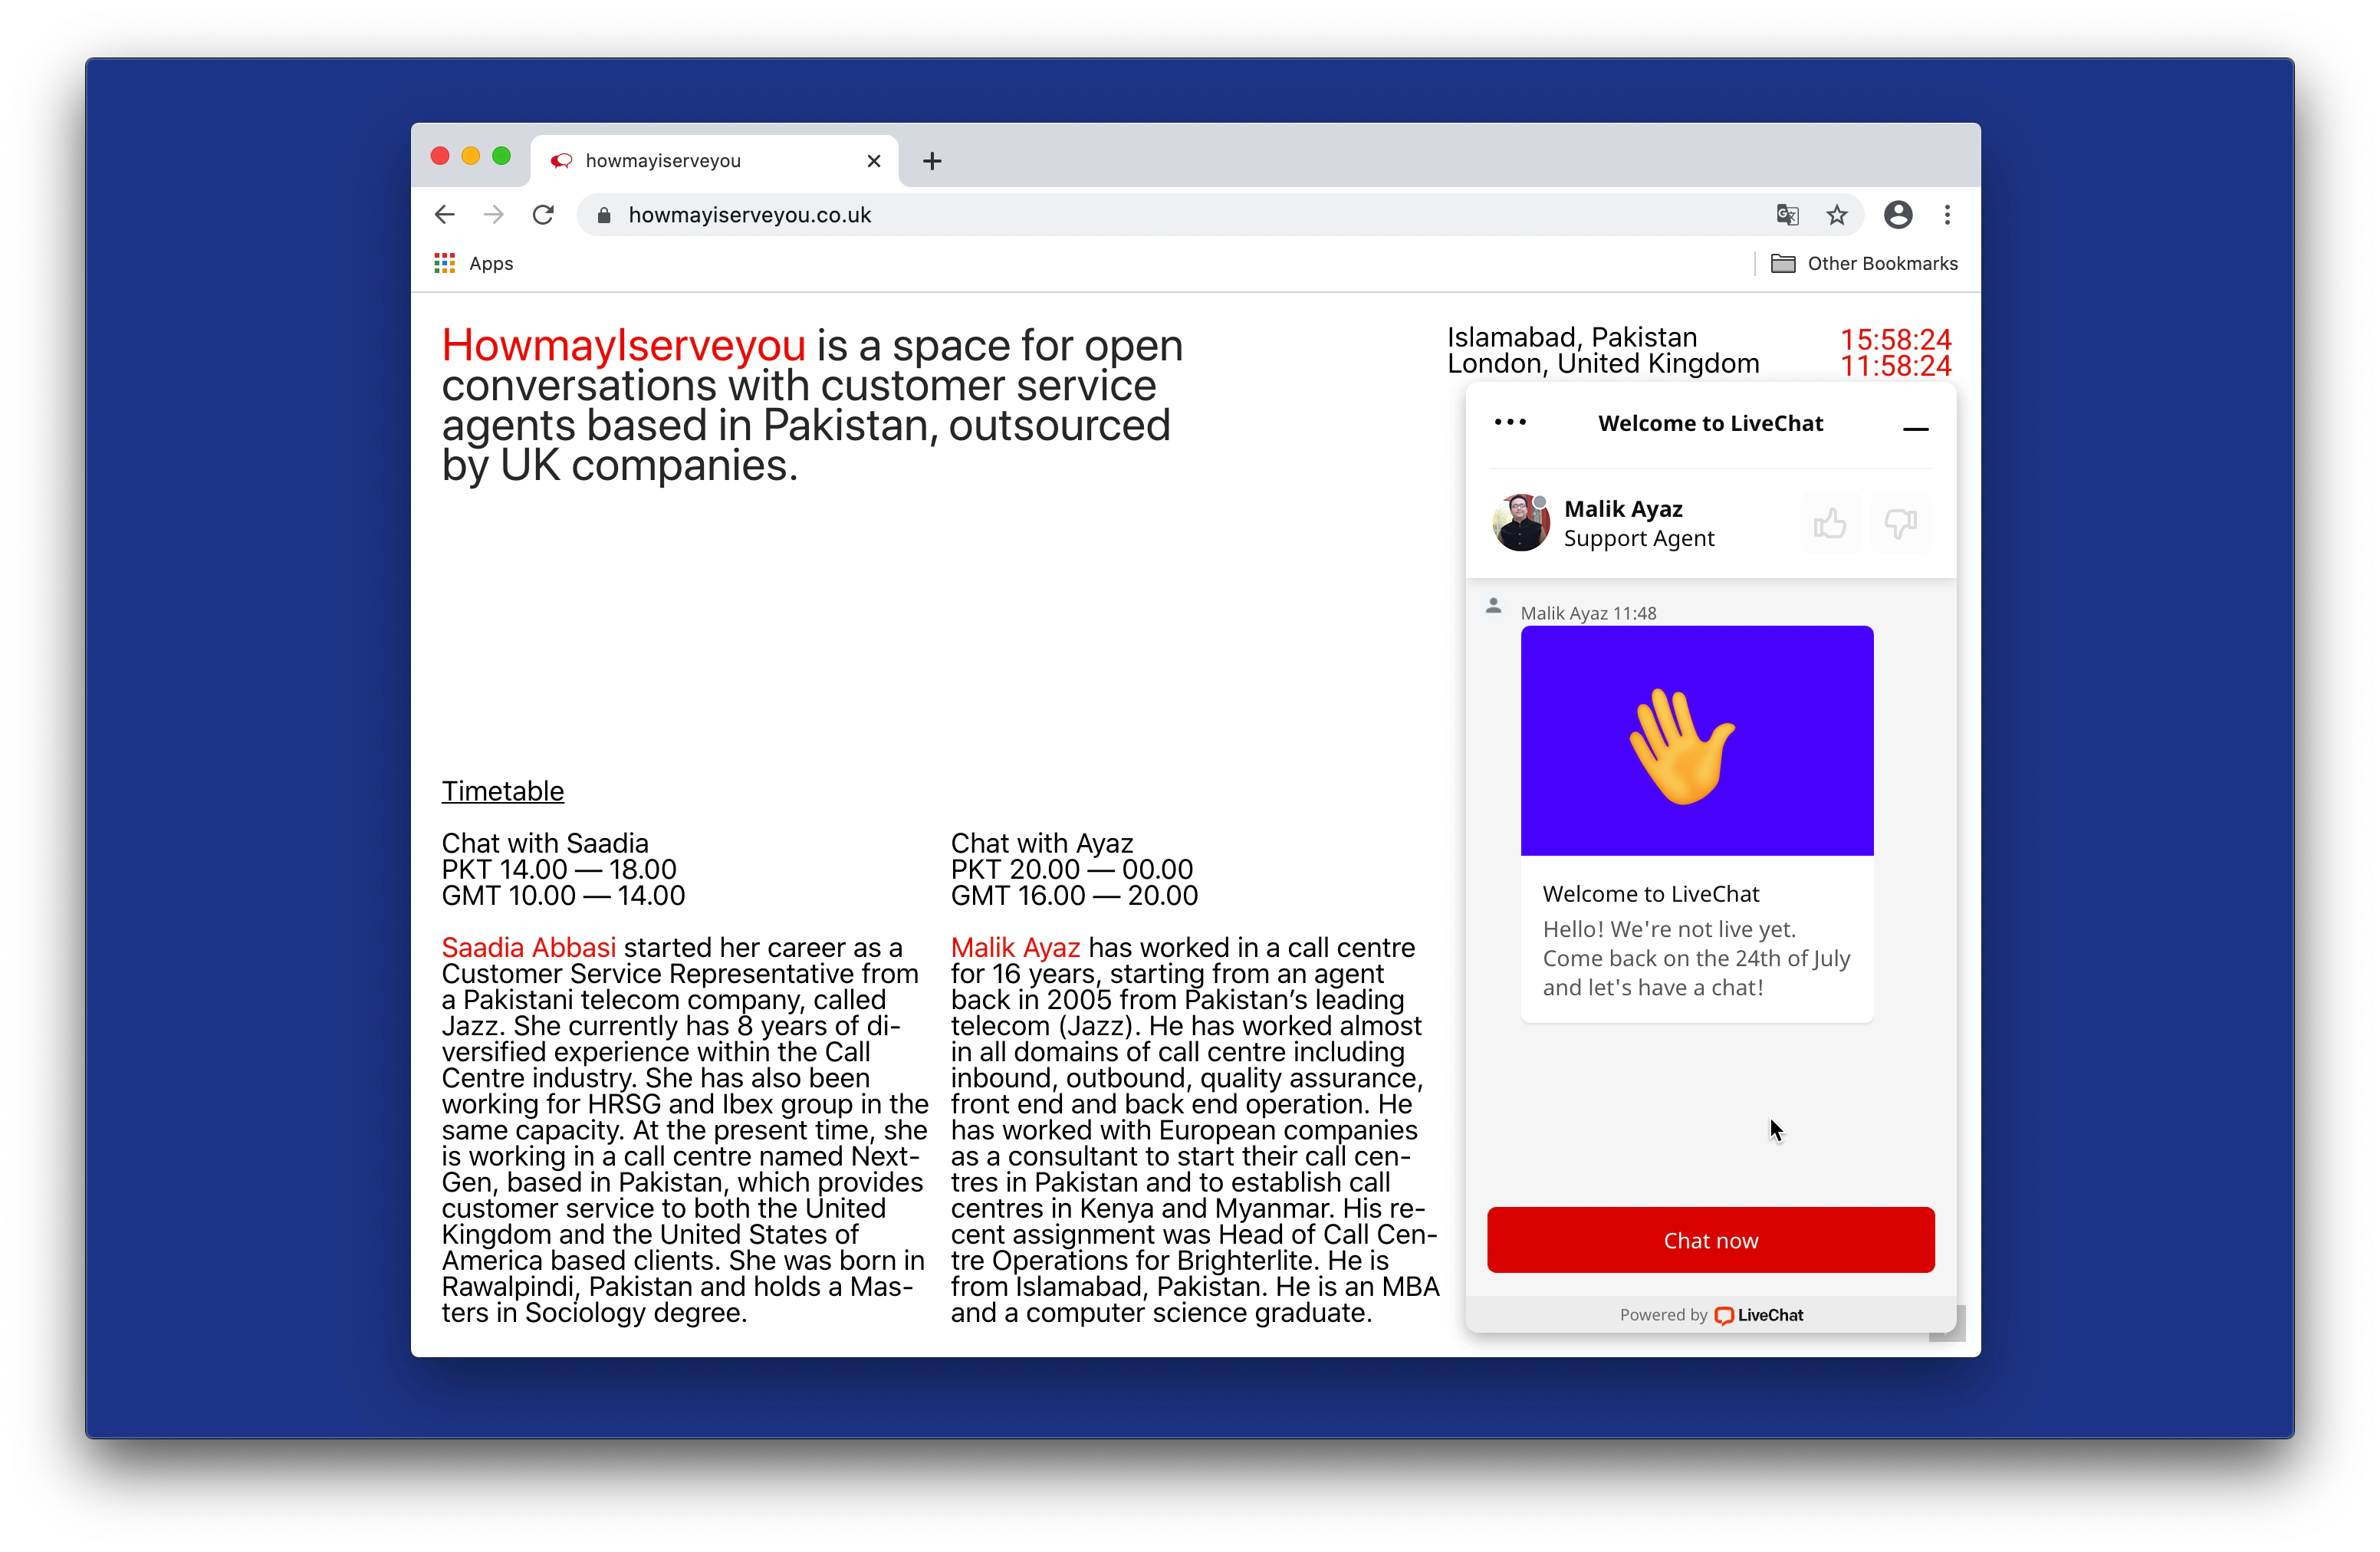 howmayiserveyou
howmayiserveyou.co.uk
Apps
Other Bookmarks
HowmayIserveyou is a space for open
conversations with customer service
agents based in Pakistan, outsourced
by UK companies.
Islamabad, Pakistan 15:58:24
London, United Kingdom 11:58:24
Timetable
Chat with Saadia
PKT 14.00 — 18.00
GMT 10.00 — 14.00
Saadia Abbasi started her career as a
Customer Service Representative from
a Pakistani telecom company, called
Jazz. She currently has 8 years of di-
versified experience within the Call
Centre industry. She has also been
working for HRSG and Ibex group in the
same capacity. At the present time, she
is working in a call centre named Next-
Gen, based in Pakistan, which provides
customer service to both the United
Kingdom and the United States of
America based clients. She was born in
Rawalpindi, Pakistan and holds a Mas-
ters in Sociology degree.
Chat with Ayaz
PKT 20.00 — 00.00
GMT 16.00 — 20.00
Malik Ayaz has worked in a call centre
for 16 years, starting from an agent
back in 2005 from Pakistan’s leading
telecom (Jazz). He has worked almost
in all domains of call centre including
inbound, outbound, quality assurance,
front end and back end operation. He
has worked with European companies
as a consultant to start their call cen-
tres in Pakistan and to establish call
centres in Kenya and Myanmar. His re-
cent assignment was Head of Call Cen-
tre Operations for Brighterlite. He is
from Islamabad, Pakistan. He is an MBA
and a computer science graduate.
Welcome to LiveChat
Malik Ayaz
Support Agent
Malik Ayaz 11:48
Welcome to LiveChat
Hello! We're not live yet.
Come back on the 24th of July
and let's have a chat!
Chat now
Powered by LiveChat